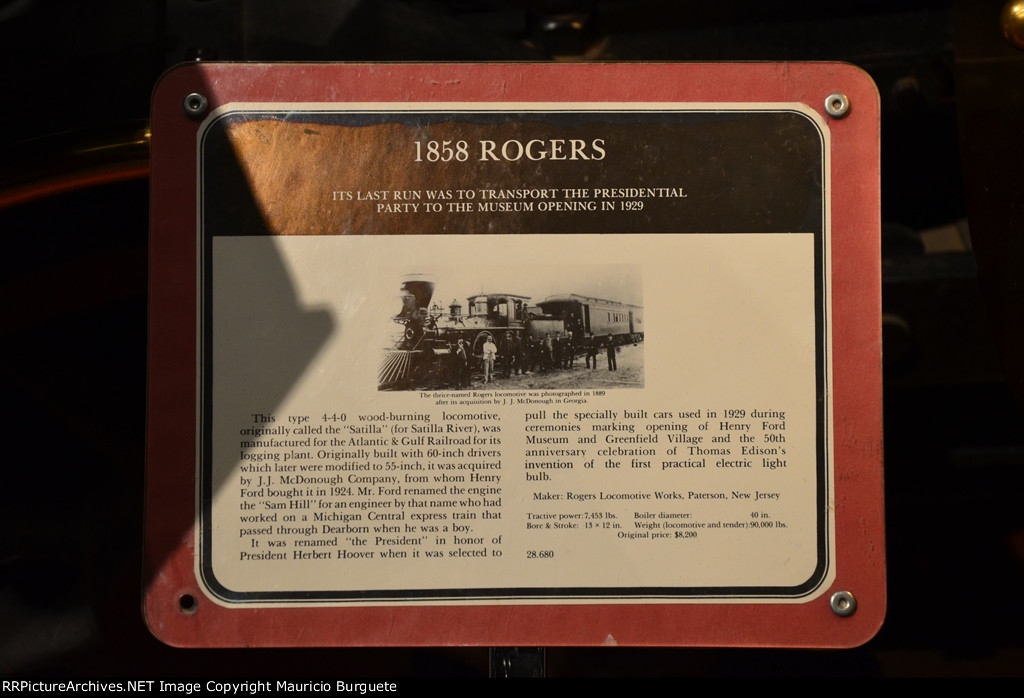 1858 ROGERS
ITS LAST RUN WAS TO TRANSPORT THE PRESIDENTIAL
PARTY TO THE MUSEUM OPENING IN 1929
The thrice-named Rogers locomotive was photographed in 1889
after its acquisition by J. J. McDonough in Georgia.
This type 4-4-0 wood-burning locomotive,
originally called the "Satilla" (for Satilla River), was
manufactured for the Atlantic & Gulf Railroad for its
logging plant. Originally built with 60-inch drivers
which later were modified to 55-inch, it was acquired
by J.J. McDonough Company, from whom Henry
Ford bought it in 1924. Mr. Ford renamed the engine
the "Sam Hill" for an engineer by that name who had
worked on a Michigan Central express train that
passed through Dearborn when he was a boy.
It was renamed "the President" in honor of
President Herbert Hoover when it was selected to
pull the specially built cars used in 1929 during
ceremonies marking opening of Henry Ford
Museum and Greenfield Village and the 50th
anniversary celebration of Thomas Edison's
invention of the first practical electric light
bulb.
Maker: Rogers Locomotive Works, Paterson, New Jersey
Tractive power: 7,453 lbs. Boiler diameter: 40 in.
Bore & Stroke: 13 × 12 in. Weight (locomotive and tender): 90,000 lbs.
Original price: $8,200
28.680
RRPictureArchives.NET Image Copyright Mauricio Burguete